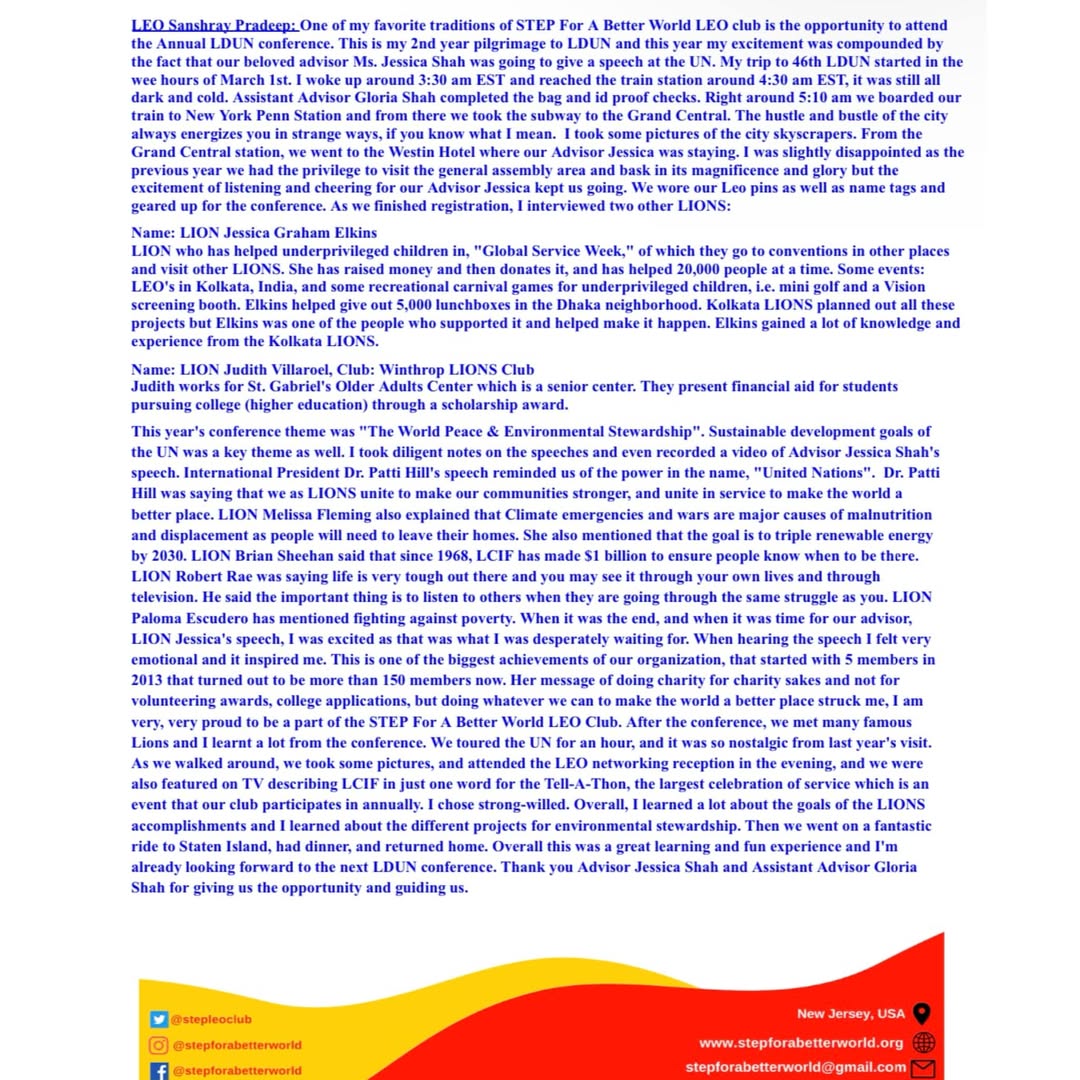 LEO Sanshray Pradeep: One of my favorite traditions of STEP For A Better World LEO club is the opportunity to attend
the Annual LDUN conference. This is my 2nd year pilgrimage to LDUN and this year my excitement was compounded by
the fact that our beloved advisor Ms. Jessica Shah was going to give a speech at the UN. My trip to 46th LDUN started in the
wee hours of March 1st. I woke up around 3:30 am EST and reached the train station around 4:30 am EST, it was still all
dark and cold. Assistant Advisor Gloria Shah completed the bag and id proof checks. Right around 5:10 am we boarded our
train to New York Penn Station and from there we took the subway to the Grand Central. The hustle and bustle of the city
always energizes you in strange ways, if you know what I mean. I took some pictures of the city skyscrapers. From the
Grand Central station, we went to the Westin Hotel where our Advisor Jessica was staying. I was slightly disappointed as the
previous year we had the privilege to visit the general assembly area and bask in its magnificence and glory but the
excitement of listening and cheering for our Advisor Jessica kept us going. We wore our Leo pins as well as name tags and
geared up for the conference. As we finished registration, I interviewed two other LIONS:
Name: LION Jessica Graham Elkins
LION who has helped underprivileged children in, "Global Service Week," of which they go to conventions in other places
and visit other LIONS. She has raised money and then donates it, and has helped 20,000 people at a time. Some events:
LEO's in Kolkata, India, and some recreational carnival games for underprivileged children, i.e. mini golf and a Vision
screening booth. Elkins helped give out 5,000 lunchboxes in the Dhaka neighborhood. Kolkata LIONS planned out all these
projects but Elkins was one of the people who supported it and helped make it happen. Elkins gained a lot of knowledge and
experience from the Kolkata LIONS.
Name: LION Judith Villaroel, Club: Winthrop LIONS Club
Judith works for St. Gabriel's Older Adults Center which is a senior center. They present financial aid for students
pursuing college (higher education) through a scholarship award.
This year's conference theme was "The World Peace & Environmental Stewardship". Sustainable development goals of
the UN was a key theme as well. I took diligent notes on the speeches and even recorded a video of Advisor Jessica Shah's
speech. International President Dr. Patti Hill's speech reminded us of the power in the name, "United Nations". Dr. Patti
Hill was saying that we as LIONS unite to make our communities stronger, and unite in service to make the world a
better place. LION Melissa Fleming also explained that Climate emergencies and wars are major causes of malnutrition
and displacement as people will need to leave their homes. She also mentioned that the goal is to triple renewable energy
by 2030. LION Brian Sheehan said that since 1968, LCIF has made $1 billion to ensure people know when to be there.
LION Robert Rae was saying life is very tough out there and you may see it through your own lives and through
television. He said the important thing is to listen to others when they are going through the same struggle as you. LION
Paloma Escudero has mentioned fighting against poverty. When it was the end, and when it was time for our advisor,
LION Jessica's speech, I was excited as that was what I was desperately waiting for. When hearing the speech I felt very
emotional and it inspired me. This is one of the biggest achievements of our organization, that started with 5 members in
2013 that turned out to be more than 150 members now. Her message of doing charity for charity sakes and not for
volunteering awards, college applications, but doing whatever we can to make the world a better place struck me, I am
very, very proud to be a part of the STEP For A Better World LEO Club. After the conference, we met many famous
Lions and I learnt a lot from the conference. We toured the UN for an hour, and it was so nostalgic from last year's visit.
As we walked around, we took some pictures, and attended the LEO networking reception in the evening, and we were
also featured on TV describing LCIF in just one word for the Tell-A-Thon, the largest celebration of service which is an
event that our club participates in annually. I chose strong-willed. Overall, I learned a lot about the goals of the LIONS
accomplishments and I learned about the different projects for environmental stewardship. Then we went on a fantastic
ride to Staten Island, had dinner, and returned home. Overall this was a great learning and fun experience and I'm
already looking forward to the next LDUN conference. Thank you Advisor Jessica Shah and Assistant Advisor Gloria
Shah for giving us the opportunity and guiding us.
@stepleoclub
@stepforabetterworld
@stepforabetterworld
New Jersey, USA
www.stepforabetterworld.org
stepforabetterworld@gmail.com